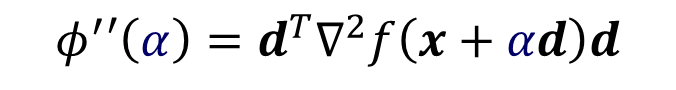 ϕ′′(α) = dᵀ∇²f(x + αd)d